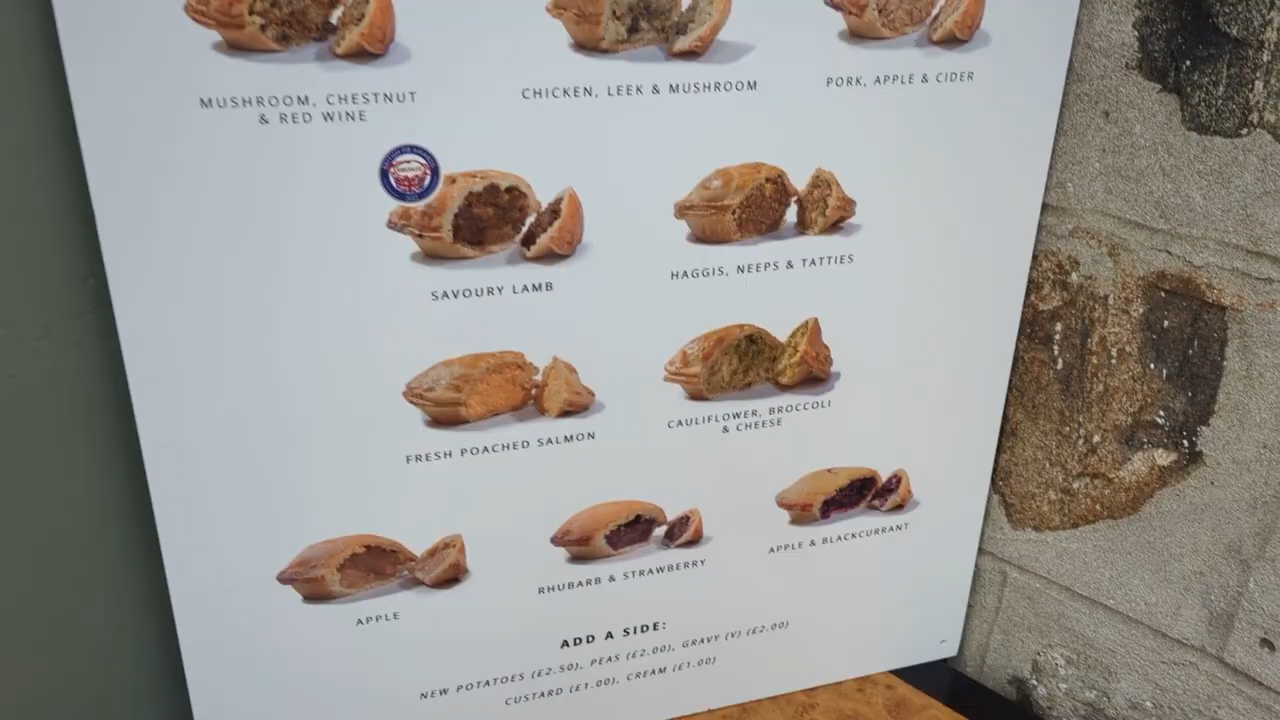 MUSHROOM, CHESTNUT
& RED WINE
CHICKEN, LEEK & MUSHROOM
PORK, APPLE & CIDER
SAVOURY LAMB
HAGGIS, NEEPS & TATTIES
FRESH POACHED SALMON
CAULIFLOWER, BROCCOLI
& CHEESE
APPLE
RHUBARB & STRAWBERRY
APPLE & BLACKCURRANT
ADD A SIDE:
NEW POTATOES (£2.50), PEAS (£2.00), GRAVY (V) (£2.00)
CUSTARD (£1.00), CREAM (£1.00)